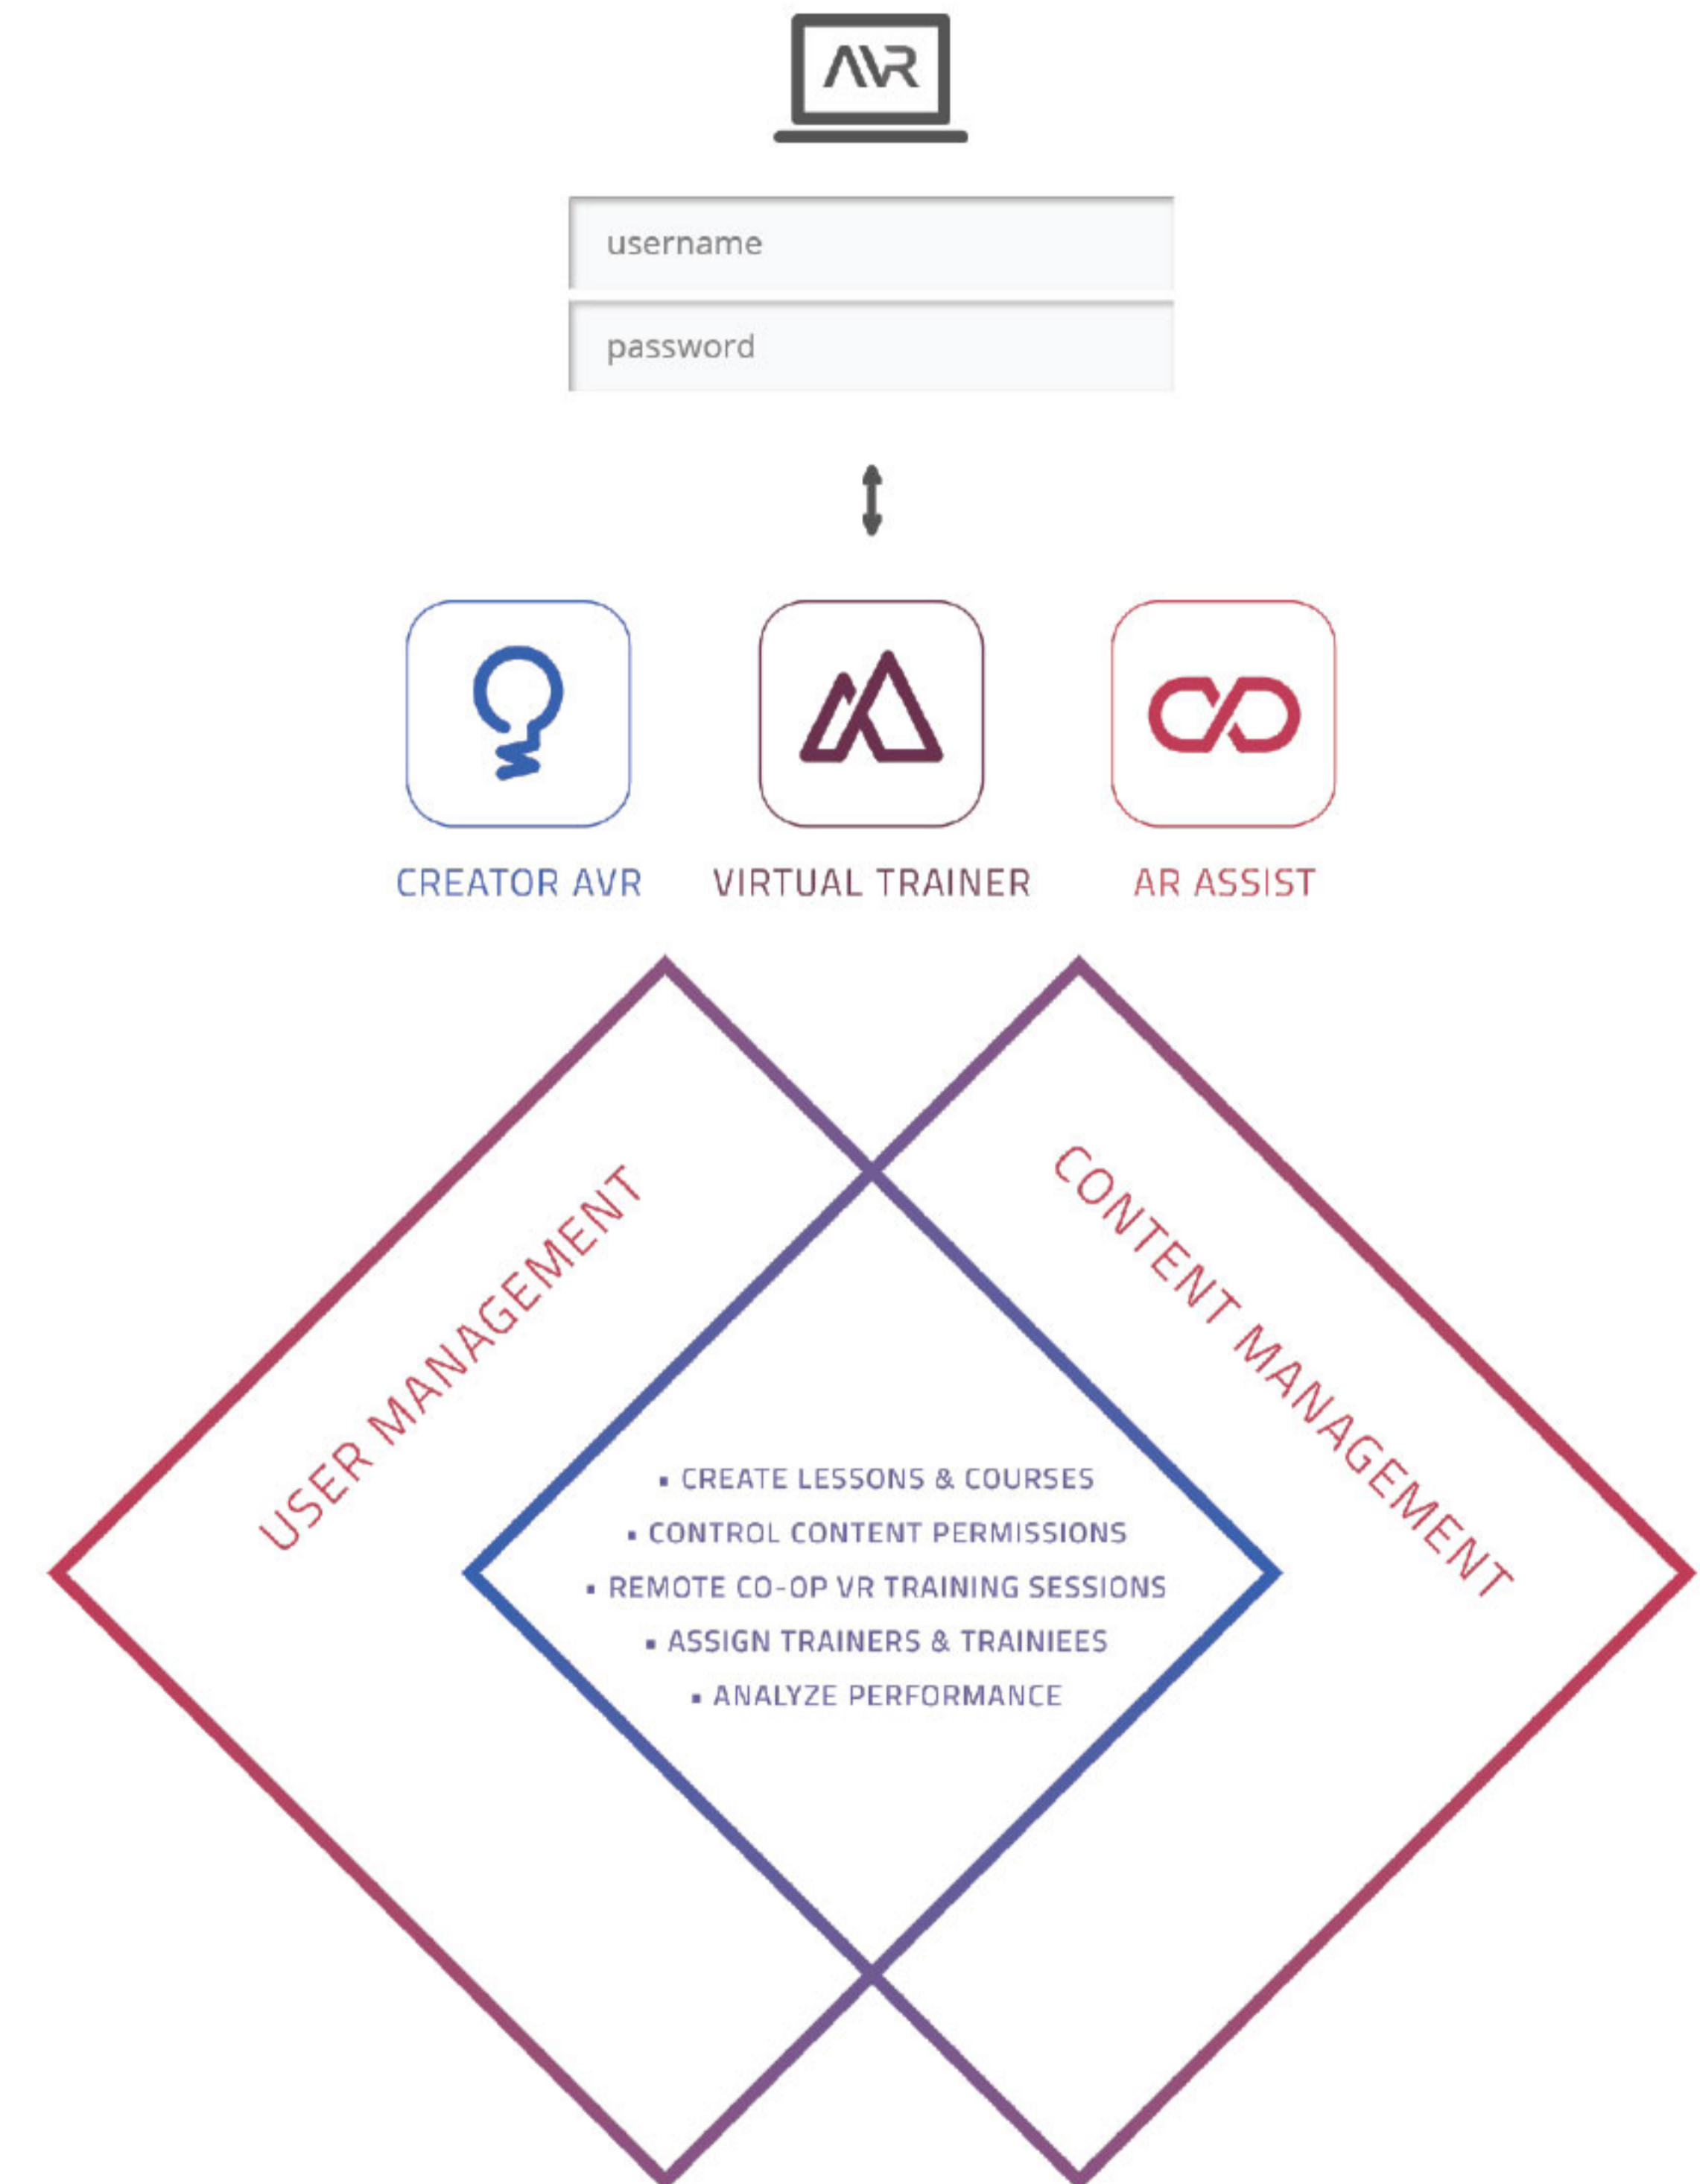 AVR
username
password
CREATOR AVR
VIRTUAL TRAINER
AR ASSIST
USER MANAGEMENT
CONTENT MANAGEMENT
▪ CREATE LESSONS & COURSES
▪ CONTROL CONTENT PERMISSIONS
▪ REMOTE CO-OP VR TRAINING SESSIONS
▪ ASSIGN TRAINERS & TRAINIEES
▪ ANALYZE PERFORMANCE